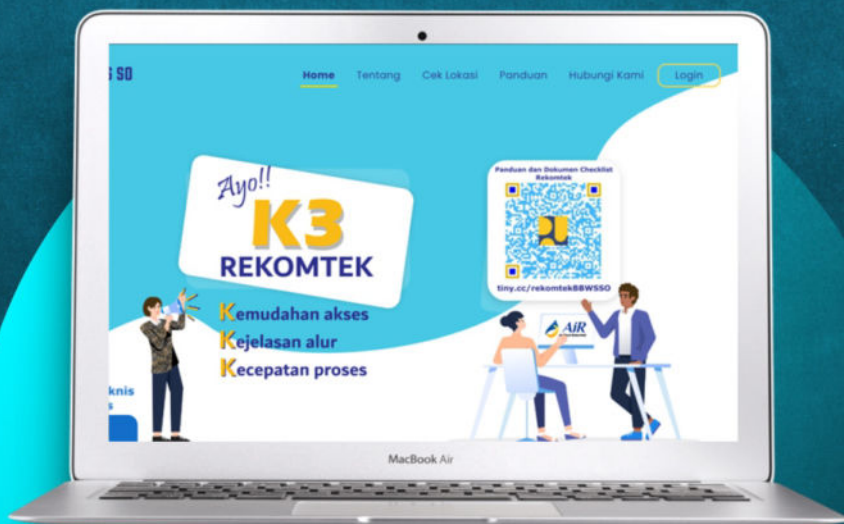 S SO
Home Tentang Cek Lokasi Panduan Hubungi Kami Login
Ayo!!
K3
REKOMTEK
Kemudahan akses
Kejelasan alur
Kecepatan proses
Panduan dan Dokumen Checklist
Rekomtek
tiny.cc/rekomtekBBWSSO
AiR
knis
s
MacBook Air